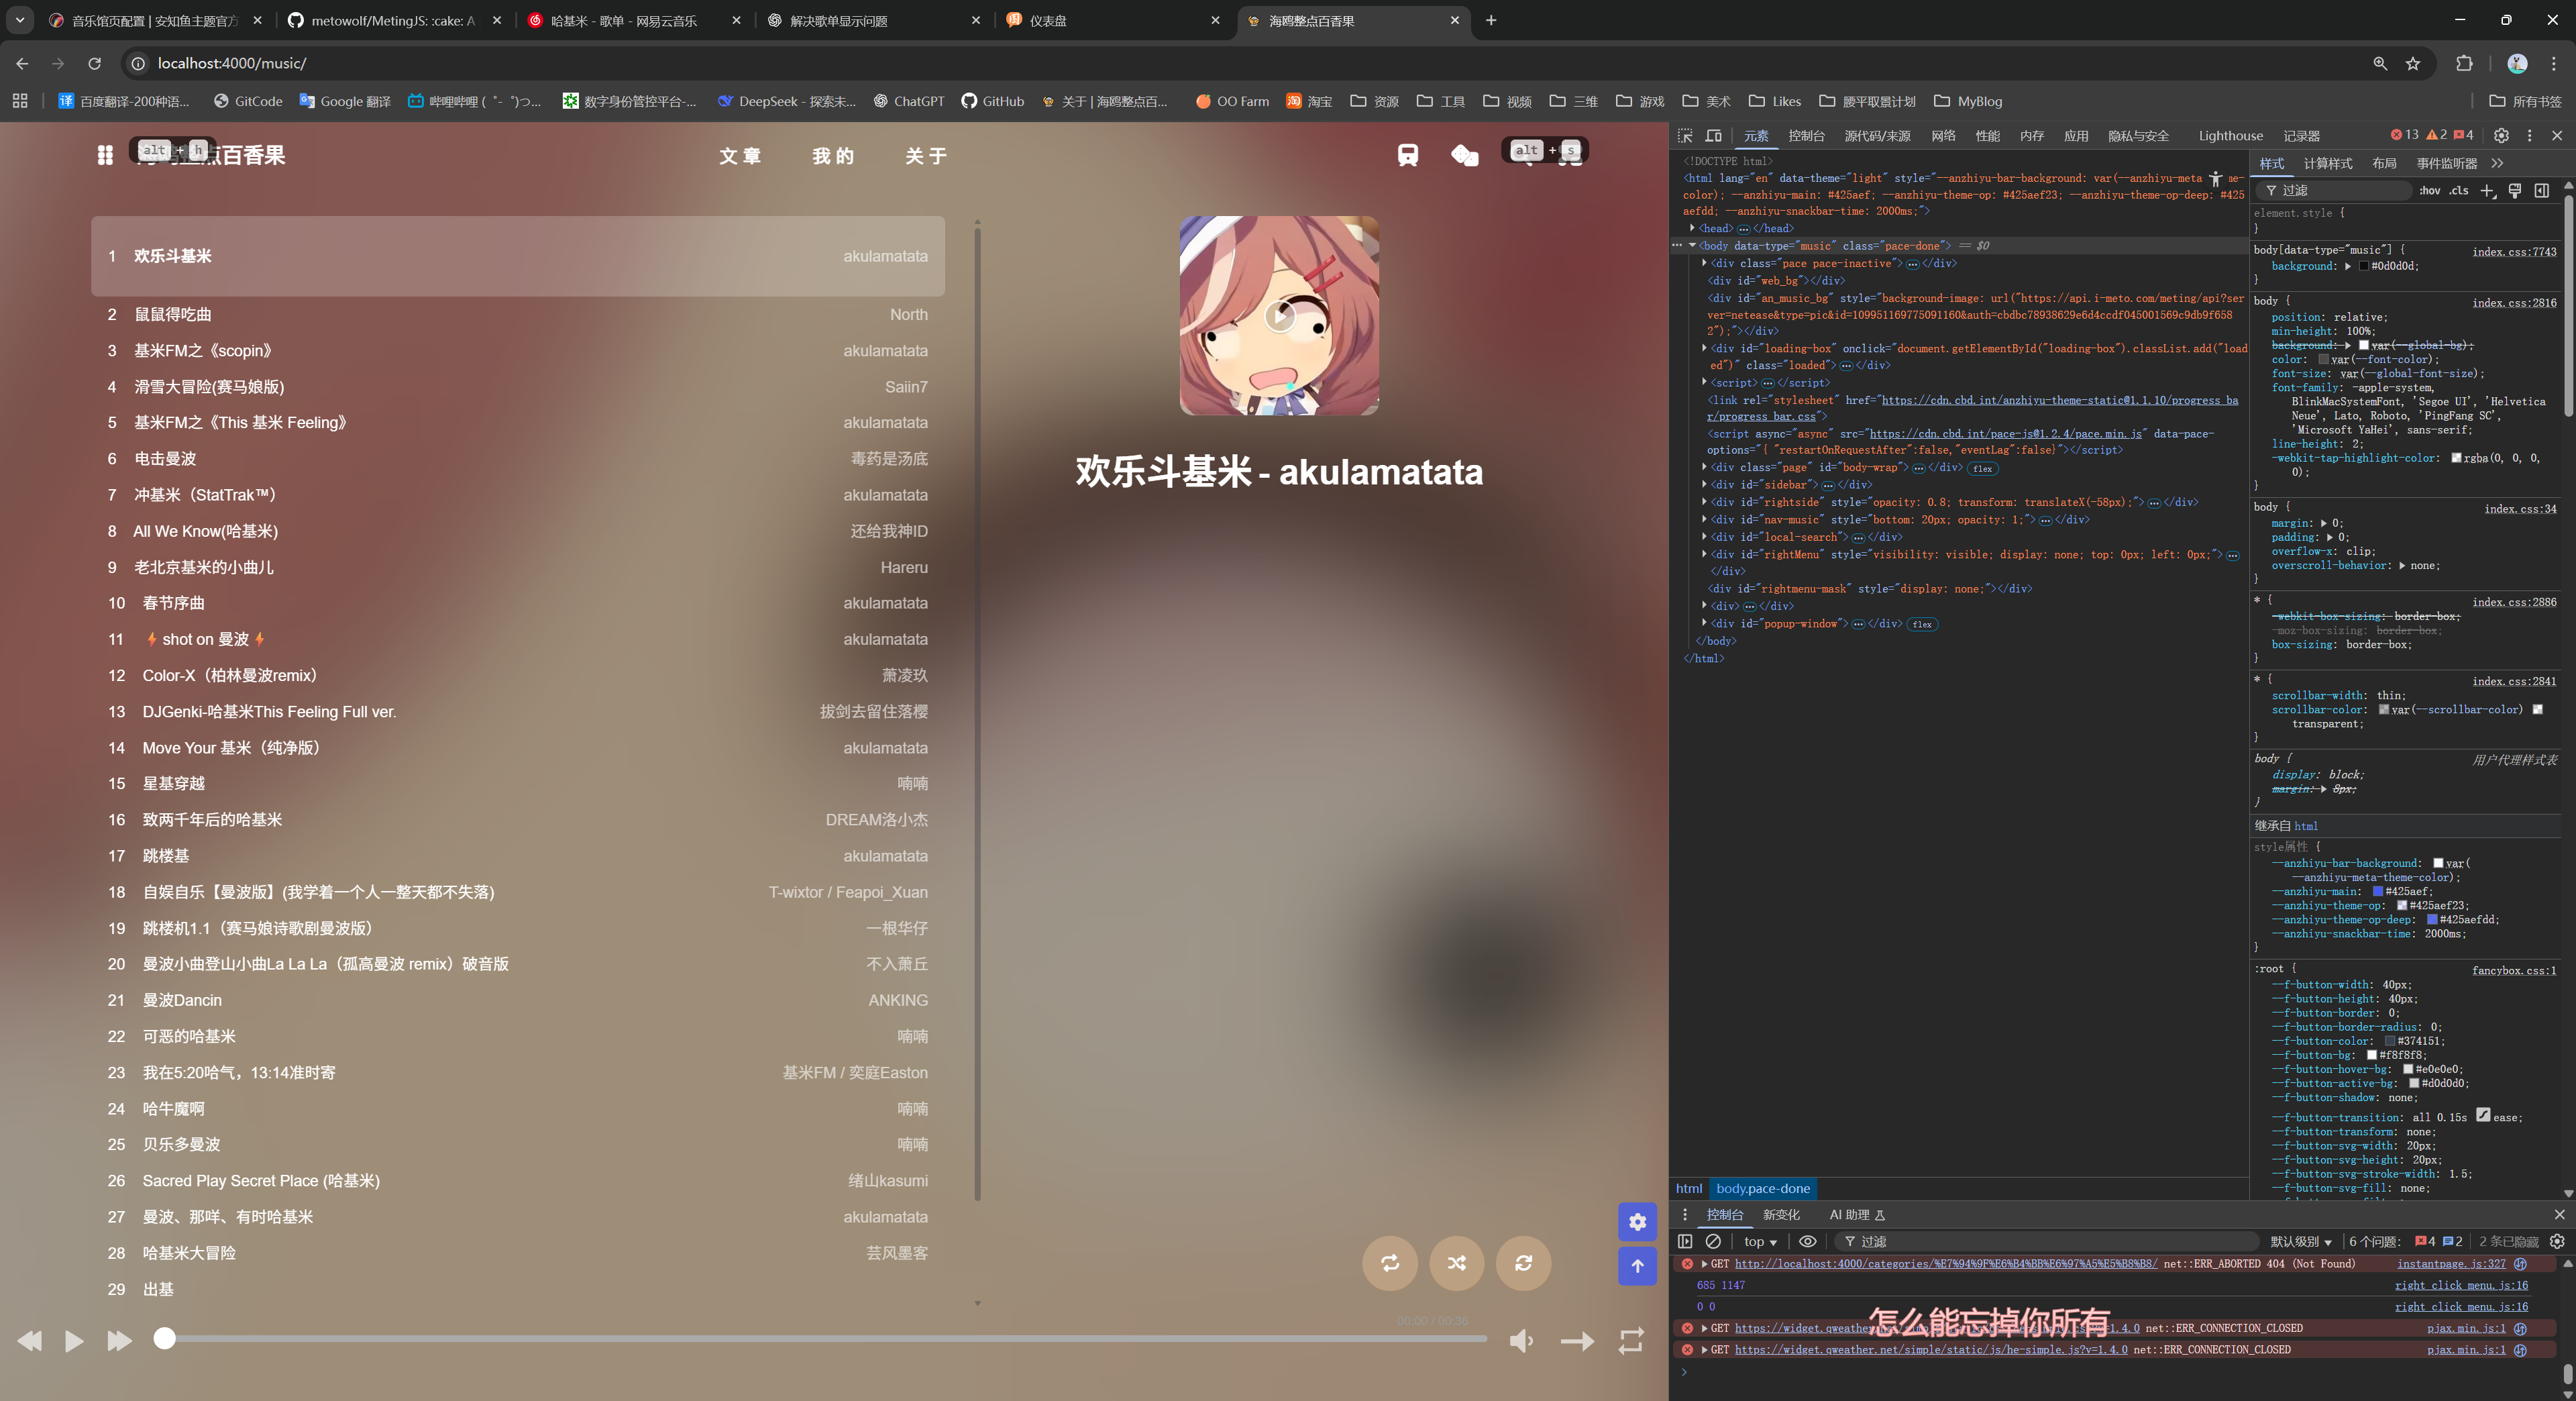 音乐馆页配置 | 安知鱼主题官方
metowolf/MetingJS: :cake: A
哈基米 - 歌单 - 网易云音乐
解决歌单显示问题
仪表盘
海鸥整点百香果
localhost:4000/music/
百度翻译-200种语...
GitCode
Google 翻译
哔哩哔哩 ( ゜- ゜)つ...
数字身份管控平台-...
DeepSeek - 探索未...
ChatGPT
GitHub
关于 | 海鸥整点百...
OO Farm
淘宝
资源
工具
视频
三维
游戏
美术
Likes
腰平取景计划
MyBlog
所有书签
alt + h
点百香果
文章
我的
关于
alt + s
1 欢乐斗基米 akulamatata
2 鼠鼠得吃曲 North
3 基米FM之《scopin》 akulamatata
4 滑雪大冒险(赛马娘版) Saiin7
5 基米FM之《This 基米 Feeling》 akulamatata
6 电击曼波 毒药是汤底
7 冲基米（StatTrak™） akulamatata
8 All We Know(哈基米) 还给我神ID
9 老北京基米的小曲儿 Hareru
10 春节序曲 akulamatata
11 ⚡shot on 曼波⚡ akulamatata
12 Color-X（柏林曼波remix） 萧凌玖
13 DJGenki-哈基米This Feeling Full ver. 拔剑去留住落樱
14 Move Your 基米（纯净版） akulamatata
15 星基穿越 喃喃
16 致两千年后的哈基米 DREAM洛小杰
17 跳楼基 akulamatata
18 自娱自乐【曼波版】(我学着一个人一整天都不失落) T-wixtor / Feapoi_Xuan
19 跳楼机1.1（赛马娘诗歌剧曼波版） 一根华仔
20 曼波小曲登山小曲La La La（孤高曼波 remix）破音版 不入萧丘
21 曼波Dancin ANKING
22 可恶的哈基米 喃喃
23 我在5:20哈气，13:14准时寄 基米FM / 奕庭Easton
24 哈牛魔啊 喃喃
25 贝乐多曼波 喃喃
26 Sacred Play Secret Place (哈基米) 绪山kasumi
27 曼波、那咩、有时哈基米 akulamatata
28 哈基米大冒险 芸风墨客
29 出基
欢乐斗基米 - akulamatata
00:00 / 00:36
元素 控制台 源代码/来源 网络 性能 内存 应用 隐私与安全 Lighthouse 记录器
13 2 4
<!DOCTYPE html>
<html lang="en" data-theme="light" style="--anzhiyu-bar-background: var(--anzhiyu-meta me-
color); --anzhiyu-main: #425aef; --anzhiyu-theme-op: #425aef23; --anzhiyu-theme-op-deep: #425
aefdd; --anzhiyu-snackbar-time: 2000ms;">
<head> </head>
<body data-type="music" class="pace-done"> == $0
<div class="pace pace-inactive"> </div>
<div id="web_bg"></div>
<div id="an_music_bg" style="background-image: url("https://api.i-meto.com/meting/api?ser
ver=netease&type=pic&id=109951169775091160&auth=cbdbc78938629e6d4ccdf045001569c9db9f658
2");"></div>
<div id="loading-box" onclick="document.getElementById("loading-box").classList.add("load
ed")" class="loaded"> </div>
<script> </script>
<link rel="stylesheet" href="https://cdn.cbd.int/anzhiyu-theme-static@1.1.10/progress_ba
r/progress_bar.css">
<script async="async" src="https://cdn.cbd.int/pace-js@1.2.4/pace.min.js" data-pace-
options="{ "restartOnRequestAfter":false,"eventLag":false}"></script>
<div class="page" id="body-wrap"> </div> flex
<div id="sidebar"> </div>
<div id="rightside" style="opacity: 0.8; transform: translateX(-58px);"> </div>
<div id="nav-music" style="bottom: 20px; opacity: 1;"> </div>
<div id="local-search"> </div>
<div id="rightMenu" style="visibility: visible; display: none; top: 0px; left: 0px;">
</div>
<div id="rightmenu-mask" style="display: none;"></div>
<div> </div>
<div id="popup-window"> </div> flex
</body>
</html>
html body.pace-done
样式 计算样式 布局 事件监听器
过滤 :hov .cls
element.style {
}
body[data-type="music"] { index.css:7743
background: #0d0d0d;
}
body { index.css:2816
position: relative;
min-height: 100%;
background: var(--global-bg);
color: var(--font-color);
font-size: var(--global-font-size);
font-family: -apple-system,
BlinkMacSystemFont, 'Segoe UI', 'Helvetica
Neue', Lato, Roboto, 'PingFang SC',
'Microsoft YaHei', sans-serif;
line-height: 2;
-webkit-tap-highlight-color: rgba(0, 0, 0,
0);
}
body { index.css:34
margin: 0;
padding: 0;
overflow-x: clip;
overscroll-behavior: none;
}
* { index.css:2886
-webkit-box-sizing: border-box;
-moz-box-sizing: border-box;
box-sizing: border-box;
}
* { index.css:2841
scrollbar-width: thin;
scrollbar-color: var(--scrollbar-color)
transparent;
}
body { 用户代理样式表
display: block;
margin: 8px;
}
继承自 html
style属性 {
--anzhiyu-bar-background: var(
--anzhiyu-meta-theme-color);
--anzhiyu-main: #425aef;
--anzhiyu-theme-op: #425aef23;
--anzhiyu-theme-op-deep: #425aefdd;
--anzhiyu-snackbar-time: 2000ms;
}
:root { fancybox.css:1
--f-button-width: 40px;
--f-button-height: 40px;
--f-button-border: 0;
--f-button-border-radius: 0;
--f-button-color: #374151;
--f-button-bg: #f8f8f8;
--f-button-hover-bg: #e0e0e0;
--f-button-active-bg: #d0d0d0;
--f-button-shadow: none;
--f-button-transition: all 0.15s ease;
--f-button-transform: none;
--f-button-svg-width: 20px;
--f-button-svg-height: 20px;
--f-button-svg-stroke-width: 1.5;
--f-button-svg-fill: none;
控制台 新变化 AI 助理
top 过滤 默认级别 6 个问题: 4 2 2 条已隐藏
GET http://localhost:4000/categories/%E7%94%9F%E6%B4%BB%E6%97%A5%E5%B8%B8/ net::ERR_ABORTED 404 (Not Found) instantpage.js:327
685 1147 right_click_menu.js:16
0 0 right_click_menu.js:16
怎么能忘掉你所有
GET https://widget.qweather.net/ =1.4.0 net::ERR_CONNECTION_CLOSED pjax.min.js:1
GET https://widget.qweather.net/simple/static/js/he-simple.js?v=1.4.0 net::ERR_CONNECTION_CLOSED pjax.min.js:1